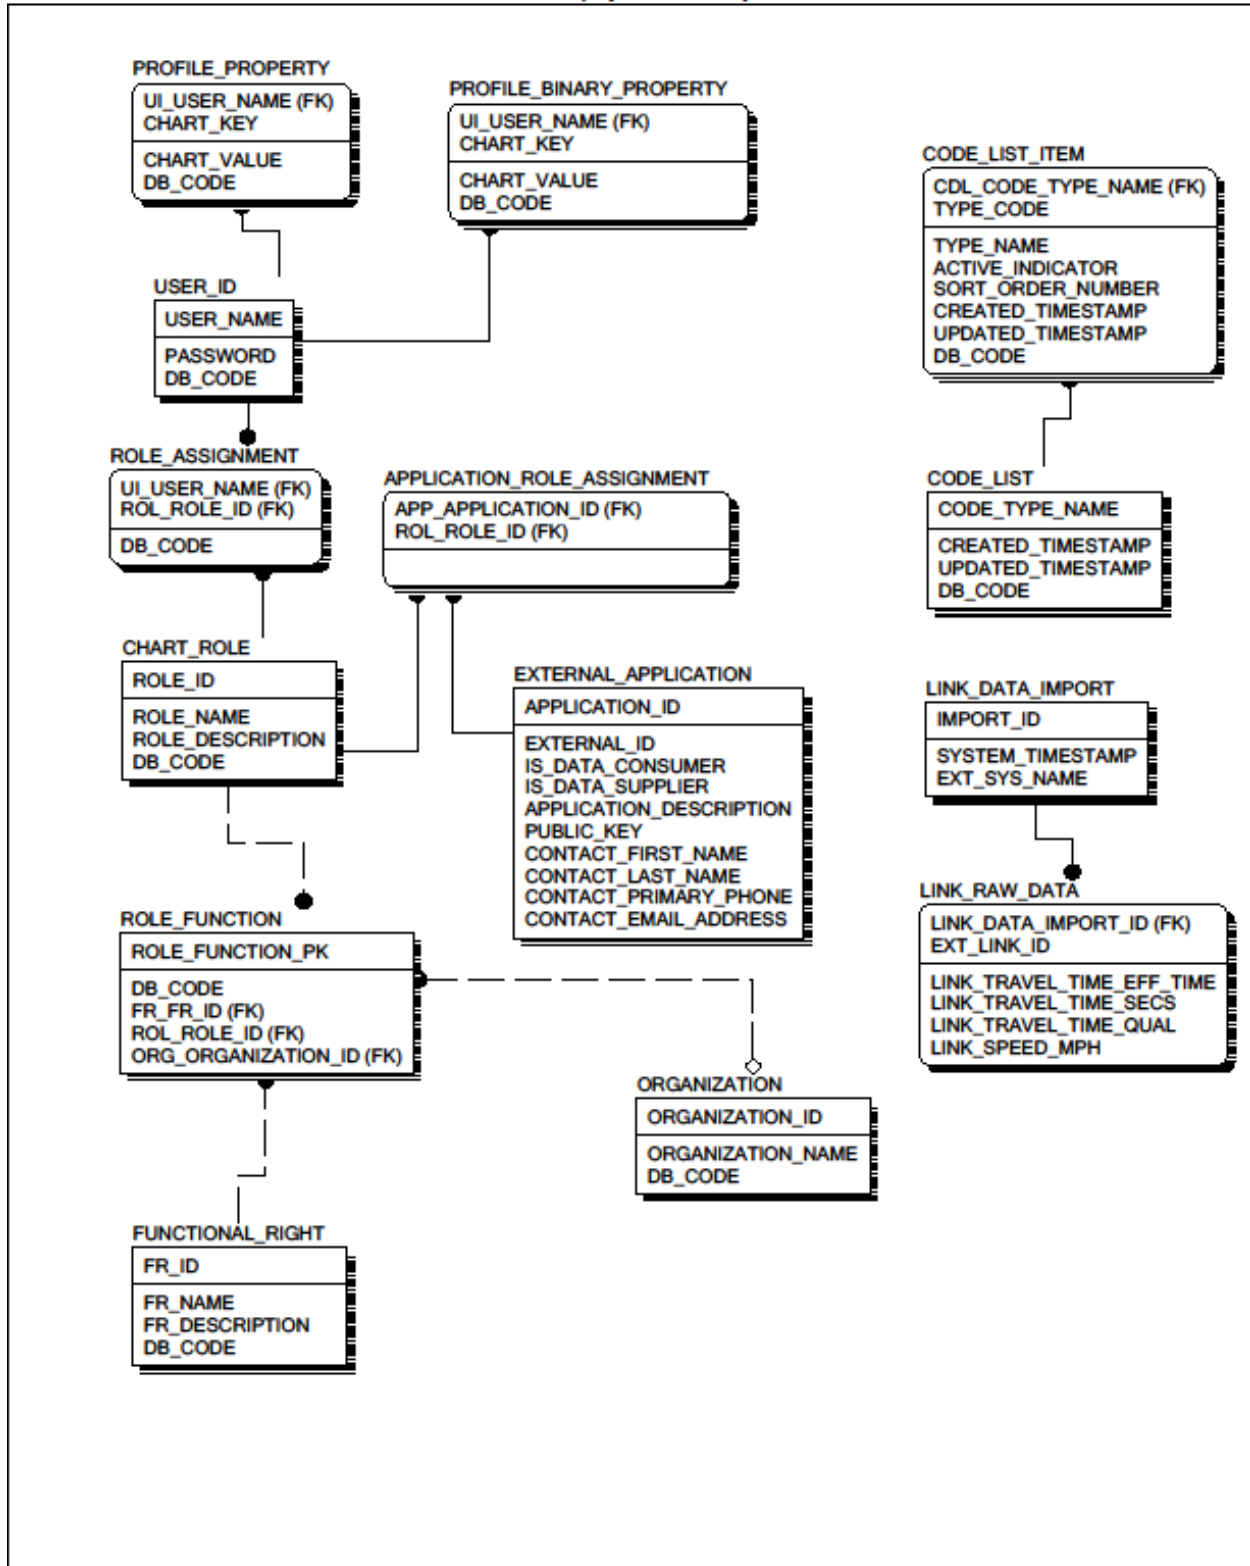 PROFILE_PROPERTY
UI_USER_NAME (FK)
CHART_KEY
CHART_VALUE
DB_CODE
PROFILE_BINARY_PROPERTY
UI_USER_NAME (FK)
CHART_KEY
CHART_VALUE
DB_CODE
CODE_LIST_ITEM
CDL_CODE_TYPE_NAME (FK)
TYPE_CODE
TYPE_NAME
ACTIVE_INDICATOR
SORT_ORDER_NUMBER
CREATED_TIMESTAMP
UPDATED_TIMESTAMP
DB_CODE
USER_ID
USER_NAME
PASSWORD
DB_CODE
ROLE_ASSIGNMENT
UI_USER_NAME (FK)
ROL_ROLE_ID (FK)
DB_CODE
APPLICATION_ROLE_ASSIGNMENT
APP_APPLICATION_ID (FK)
ROL_ROLE_ID (FK)
CODE_LIST
CODE_TYPE_NAME
CREATED_TIMESTAMP
UPDATED_TIMESTAMP
DB_CODE
CHART_ROLE
ROLE_ID
ROLE_NAME
ROLE_DESCRIPTION
DB_CODE
EXTERNAL_APPLICATION
APPLICATION_ID
EXTERNAL_ID
IS_DATA_CONSUMER
IS_DATA_SUPPLIER
APPLICATION_DESCRIPTION
PUBLIC_KEY
CONTACT_FIRST_NAME
CONTACT_LAST_NAME
CONTACT_PRIMARY_PHONE
CONTACT_EMAIL_ADDRESS
LINK_DATA_IMPORT
IMPORT_ID
SYSTEM_TIMESTAMP
EXT_SYS_NAME
LINK_RAW_DATA
LINK_DATA_IMPORT_ID (FK)
EXT_LINK_ID
LINK_TRAVEL_TIME_EFF_TIME
LINK_TRAVEL_TIME_SECS
LINK_TRAVEL_TIME_QUAL
LINK_SPEED_MPH
ROLE_FUNCTION
ROLE_FUNCTION_PK
DB_CODE
FR_FR_ID (FK)
ROL_ROLE_ID (FK)
ORG_ORGANIZATION_ID (FK)
ORGANIZATION
ORGANIZATION_ID
ORGANIZATION_NAME
DB_CODE
FUNCTIONAL_RIGHT
FR_ID
FR_NAME
FR_DESCRIPTION
DB_CODE